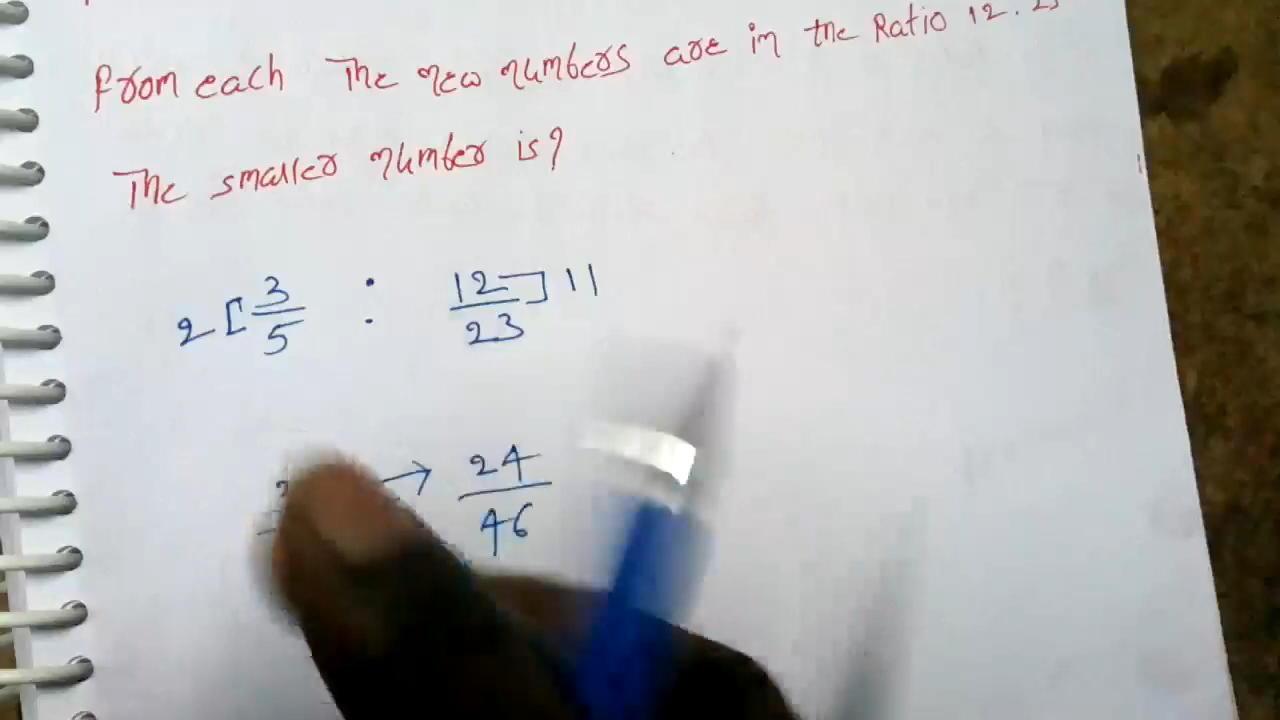 from each The new numbers are in the Ratio 12:
The smaller number is?
2[3/5 : 12/23]11
→ 24/46